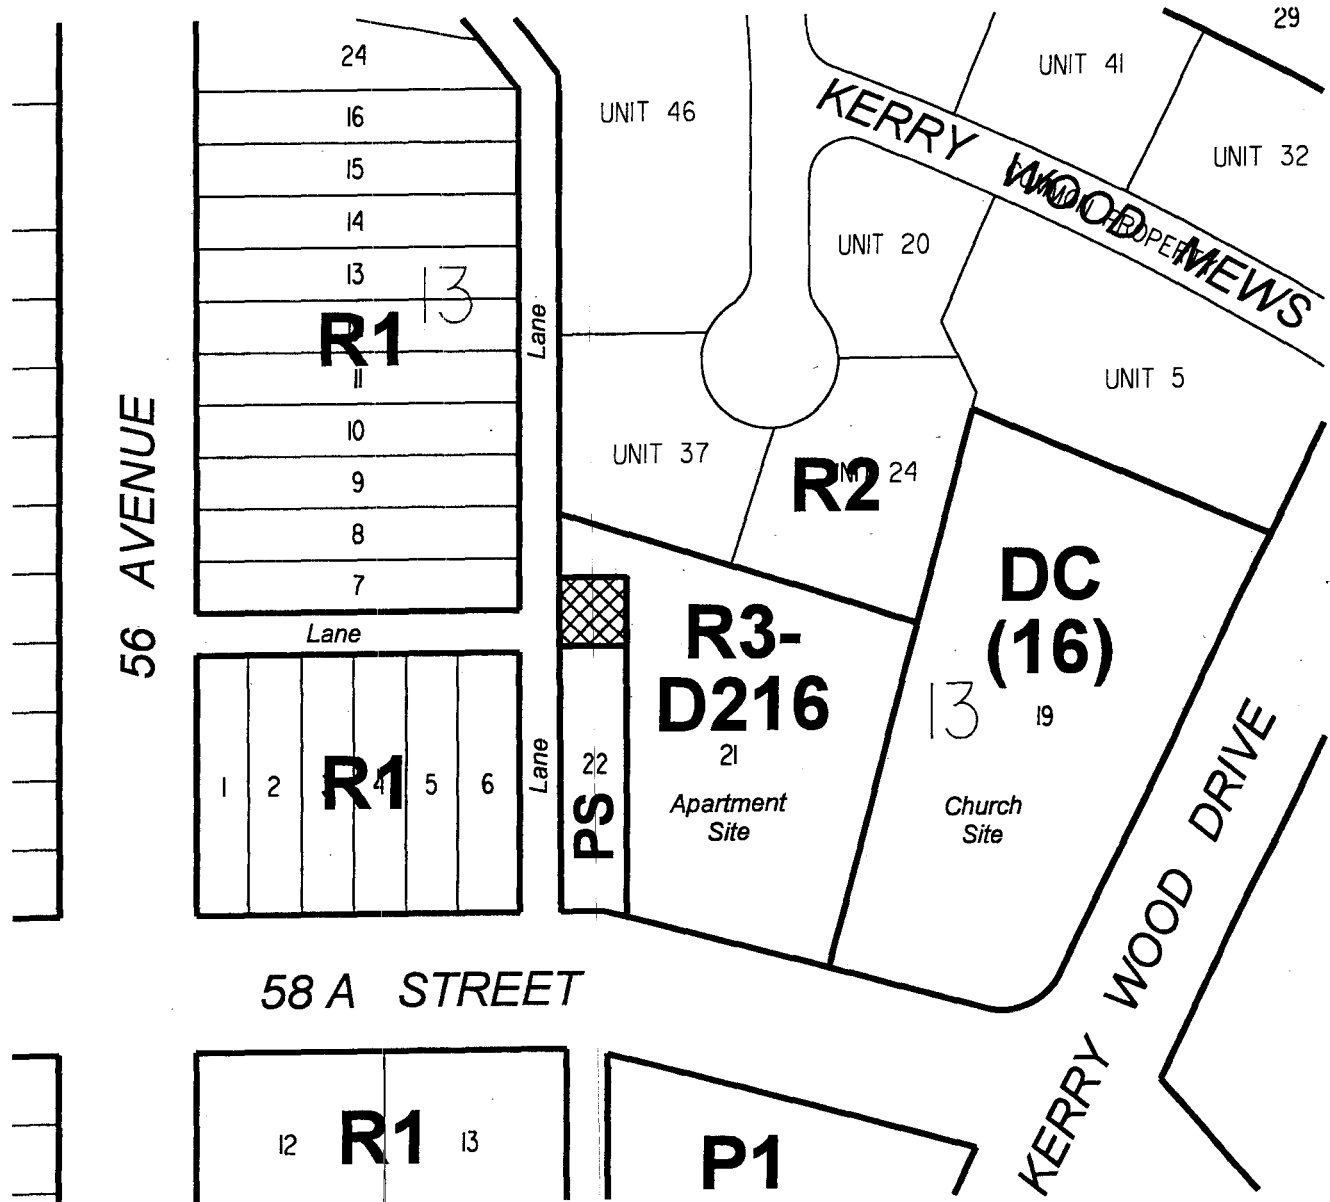 29
24
UNIT 41
UNIT 46
KERRY WOOD MEWS
16
UNIT 32
15
COMMON PROPERTY
14
UNIT 20
13
13
R1
Lane
11
UNIT 5
10
UNIT 37
R2
UNIT 24
9
56 AVENUE
8
7
DC
(16)
Lane
R3-
D216
13
19
21
22
PS
Lane
1
2
R1
4
5
6
Apartment
Site
Church
Site
KERRY WOOD DRIVE
58 A STREET
12
R1
13
P1